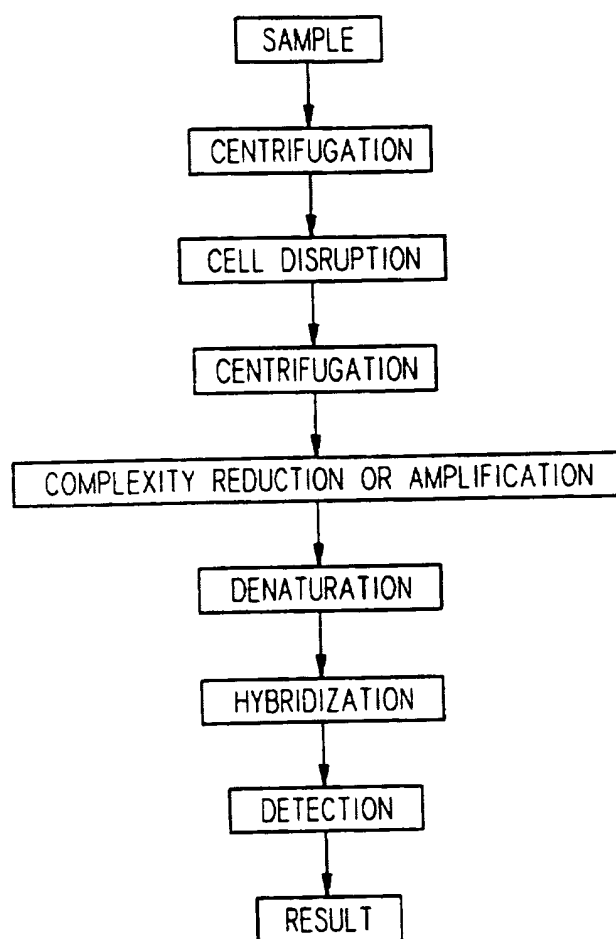 SAMPLE
CENTRIFUGATION
CELL DISRUPTION
CENTRIFUGATION
COMPLEXITY REDUCTION OR AMPLIFICATION
DENATURATION
HYBRIDIZATION
DETECTION
RESULT